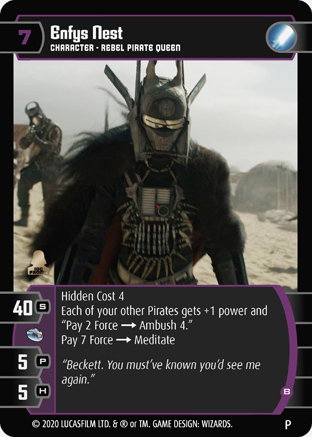 7
Enfys Nest
CHARACTER • REBEL PIRATE QUEEN
40 S
5 P
5 H
Hidden Cost 4
Each of your other Pirates gets +1 power and
“Pay 2 Force → Ambush 4.”
Pay 7 Force → Meditate
“Beckett. You must’ve known you’d see me
again.”
B
© 2020 LUCASFILM LTD. & ® or TM. GAME DESIGN: WIZARDS.
P